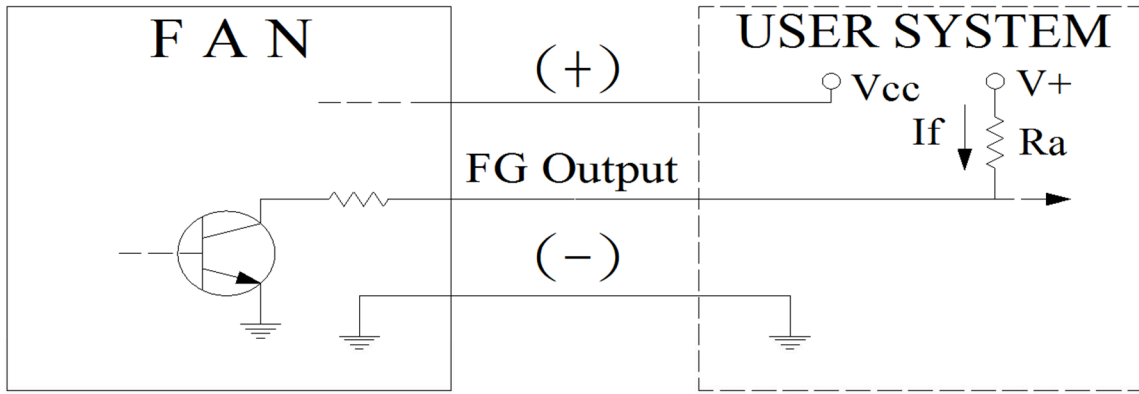 F A N
USER SYSTEM
(+)
Vcc
V+
If
Ra
FG Output
(-)